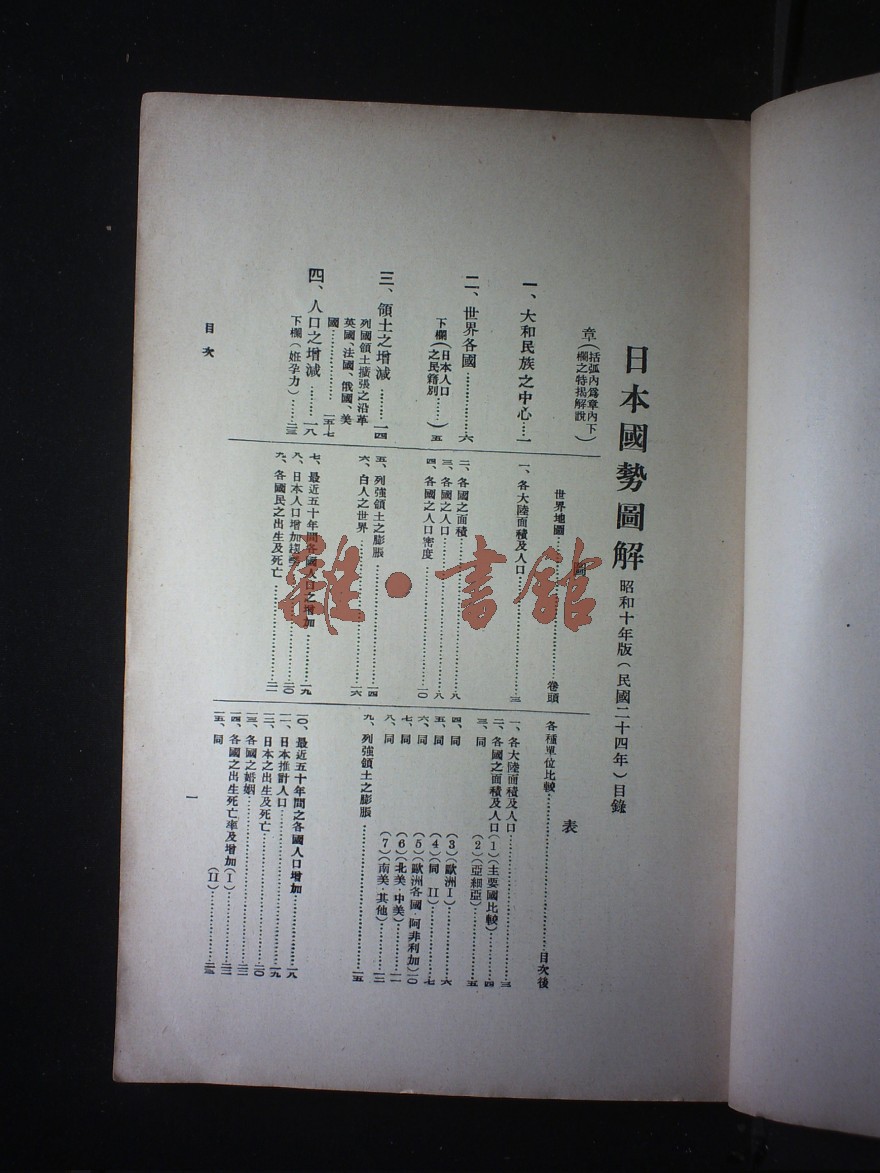 日本國勢圖解 昭和十年版（民國二十四年）目錄
章（括弧內爲章內下欄之特揭解說）
一、大和民族之中心……一
二、世界各國……六
下欄（日本人口之民籍別……）五
三、領土之增減……一四
列國領土擴張之沿革
英國、法國、俄國、美
國……一五—七
四、人口之增減……一八
下欄（姙孕力）……二三
圖
世界地圖……卷頭
一、各大陸面積及人口……三
二、各國之面積……八
三、各國之人口……八
四、各國之人口密度……一〇
五、列强領土之膨脹……一四
六、白人之世界……一六
七、最近五十年間各國人口之增加……一九
八、日本人口增加……二〇
九、各國民之出生及死亡……二一
表
各種單位比較……目次後
一、各大陸面積及人口……三
二、各國之面積及人口（1）（主要國比較）……四
三、同（2）（亞細亞）……五
四、同（3）（歐洲Ⅰ）……六
五、同（4）（同 Ⅱ）……七
六、同（5）（歐洲各國·阿非利加）一〇
七、同（6）（北美·中美）……一一
八、同（7）（南美·其他）……一二
九、列强領土之膨脹……一五
一〇、最近五十年間之各國人口增加……一八
一一、日本推計人口……一九
一二、日本之出生及死亡……二〇
一三、各國之婚姻……二二
一四、各國之出生死亡率及增加（Ⅰ）……二二
一五、同（Ⅱ）……二三
目次
一
雜·書館